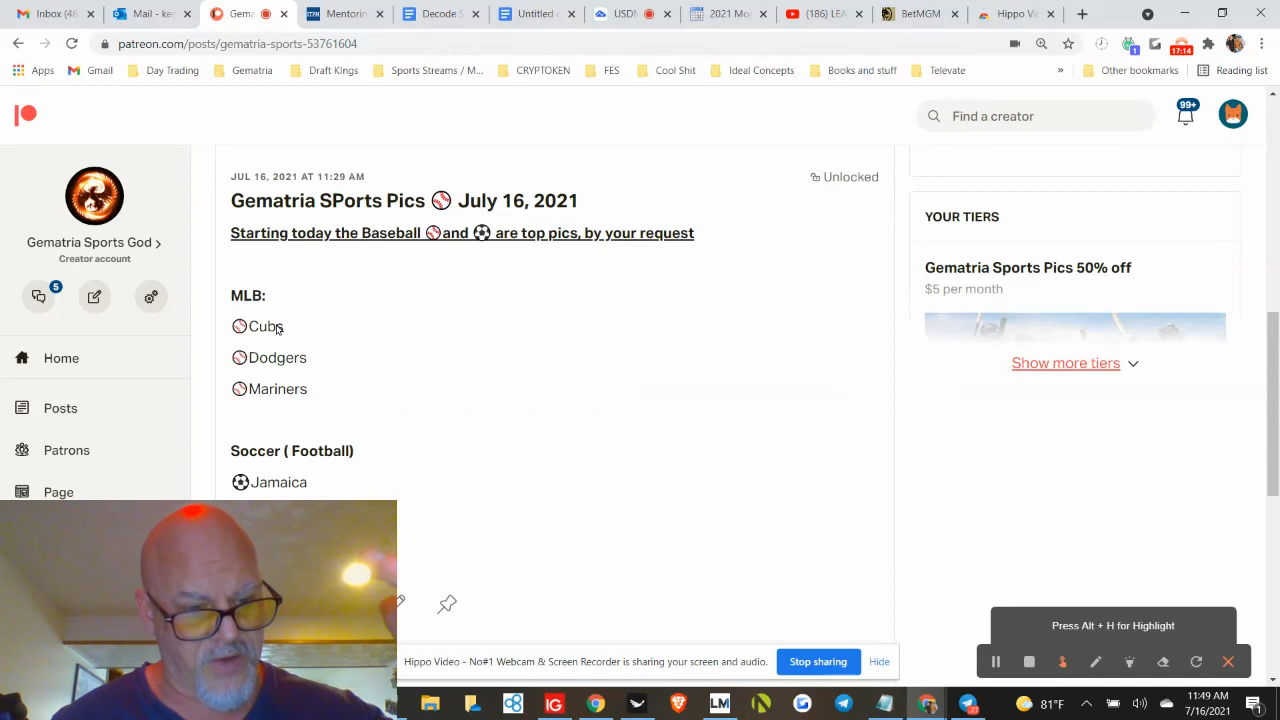 Inbox (48
Mail - ke
Gema
Mentorin
Decode S
Untitled
USDN
2021 ML
(186) LEA
BetMGM
Hippo Vi
patreon.com/posts/gematria-sports-53761604
17:14
Apps
Gmail
Day Trading
Gematria
Draft KIngs
Sports Streams / M...
CRYPTOKEN
FES
Cool Shit
Ideal Concepts
Books and stuff
Televate
»
Other bookmarks
Reading list
Find a creator
99+
JUL 16, 2021 AT 11:29 AM
Unlocked
Gematria SPorts Pics ⚾ July 16, 2021
Starting today the Baseball ⚾and ⚽ are top pics, by your request
MLB:
⚾Cubs
⚾Dodgers
⚾Mariners
Soccer ( Football)
⚽Jamaica
Gematria Sports God
Creator account
5
Home
Posts
Patrons
Page
YOUR TIERS
Gematria Sports Pics 50% off
$5 per month
Show more tiers
Press Alt + H for Highlight
Hippo Video - No#1 Webcam & Screen Recorder is sharing your screen and audio.
Stop sharing
Hide
IG
LM
81°F
11:49 AM
7/16/2021